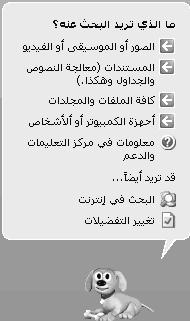 ما الذي تريد البحث عنه؟
الصور أو الموسيقى أو الفيديو
المستندات (معالجة النصوص
والجداول وهكذا.)
كافة الملفات والمجلدات
أجهزة الكمبيوتر أو ألأشخاص
معلومات في مركز التعليمات
والدعم
قد تريد أيضاً...
البحث في إنترنت
تغيير التفضيلات